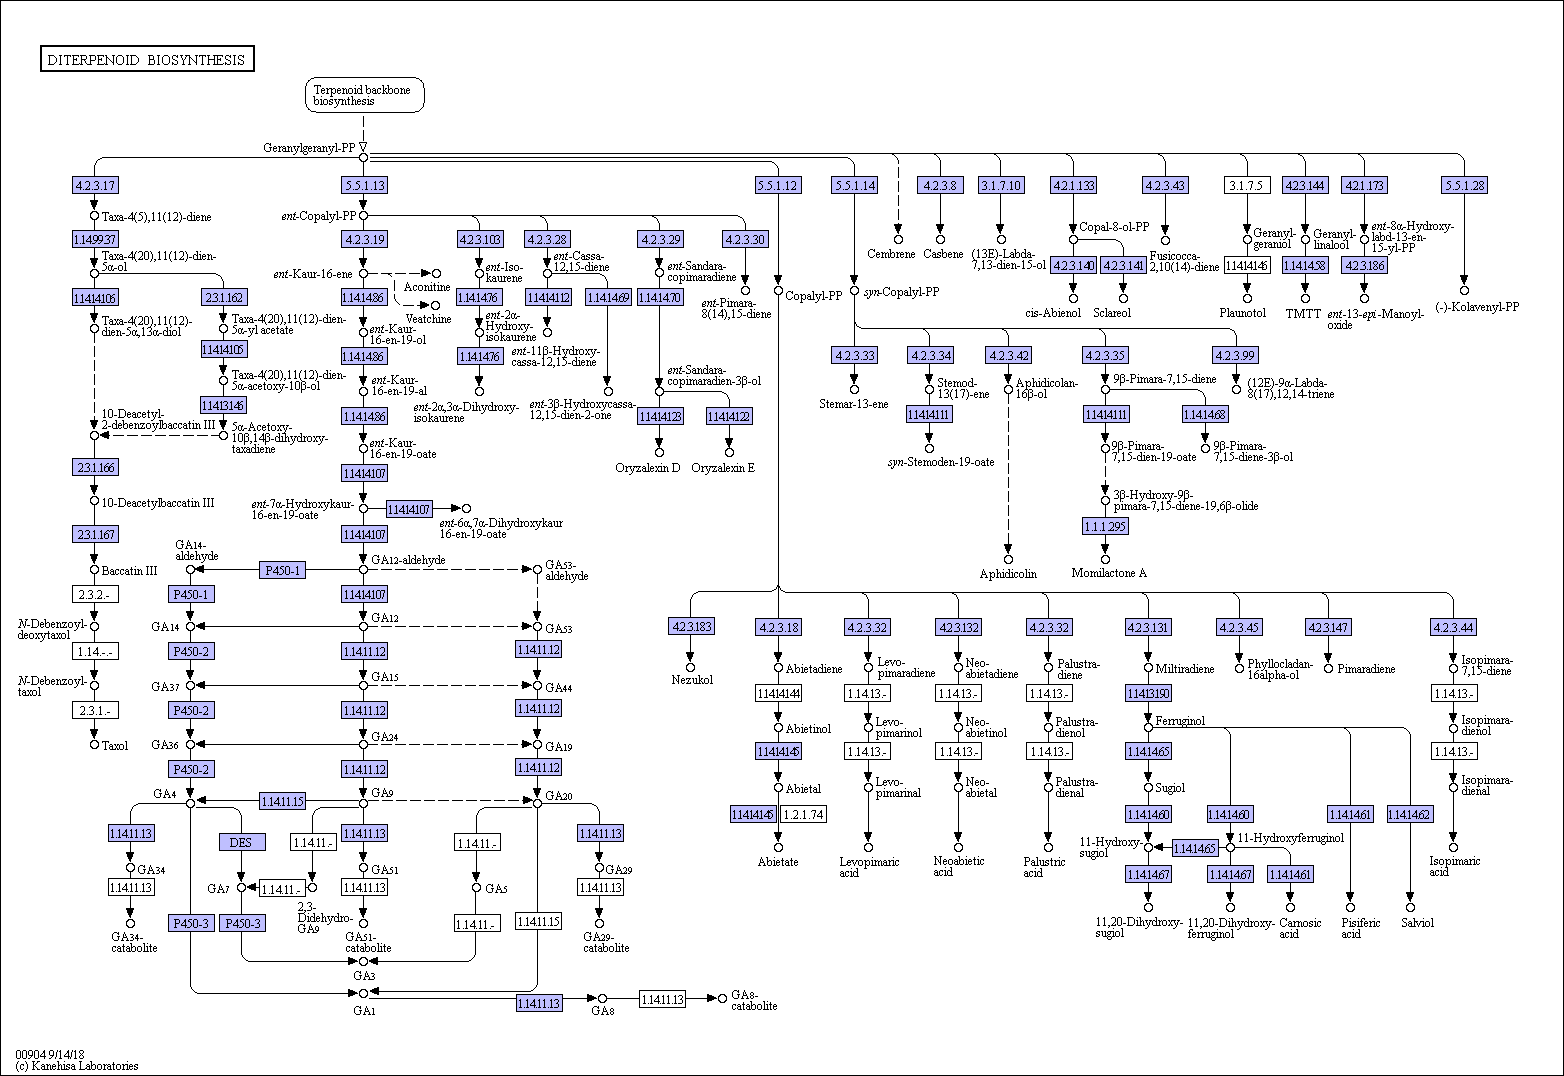 DITERPENOID BIOSYNTHESIS
Terpenoid backbone
biosynthesis
Geranylgeranyl-PP
4.2.3.17
5.5.1.13
5.5.1.12
5.5.1.14
4.2.3.8
3.1.7.10
4.2.1.133
4.2.3.43
3.1.7.5
4.2.3.144
4.2.1.173
5.5.1.28
Taxa-4(5),11(12)-diene
ent-Copalyl-PP
1.14.99.37
4.2.3.19
4.2.3.103
4.2.3.28
4.2.3.29
4.2.3.30
Cembrene
Casbene
(13E)-Labda-
7,13-dien-15-ol
Copal-8-ol-PP
Fusicocca-
2,10(14)-diene
Geranyl-
geraniol
Geranyl-
linalool
ent-8α-Hydroxy-
labd-13-en-
15-yl-PP
Taxa-4(20),11(12)-dien-
5α-ol
ent-Kaur-16-ene
Aconitine
Veatchine
ent-Iso-
kaurene
ent-Cassa-
12,15-diene
ent-Sandara-
copimaradiene
ent-Pimara-
8(14),15-diene
4.2.3.140
4.2.3.141
1.14.14.146
1.14.14.58
4.2.3.186
1.14.14.106
2.3.1.162
1.14.14.86
1.14.14.76
1.14.14.112
1.14.14.69
1.14.14.70
Copalyl-PP
syn-Copalyl-PP
cis-Abienol
Sclareol
Plaunotol
TMTT
ent-13-epi-Manoyl-
oxide
(-)-Kolavenyl-PP
Taxa-4(20),11(12)-
dien-5α,13α-diol
Taxa-4(20),11(12)-dien-
5α-yl acetate
ent-Kaur-
16-en-19-ol
ent-2α-
Hydroxy-
isokaurene
ent-11β-Hydroxy-
cassa-12,15-diene
1.14.14.105
1.14.14.86
1.14.14.76
4.2.3.33
4.2.3.34
4.2.3.42
4.2.3.35
4.2.3.99
Taxa-4(20),11(12)-dien-
5α-acetoxy-10β-ol
ent-Kaur-
16-en-19-al
ent-2α,3α-Dihydroxy-
isokaurene
ent-3β-Hydroxycassa-
12,15-dien-2-one
ent-Sandara-
copimaradien-3β-ol
Stemar-13-ene
Stemod-
13(17)-ene
Aphidicolan-
16β-ol
9β-Pimara-7,15-diene
(12E)-9α-Labda-
8(17),12,14-triene
1.14.13.146
1.14.14.86
1.14.14.123
1.14.14.122
1.14.14.111
1.14.14.111
1.14.14.68
10-Deacetyl-
2-debenzoylbaccatin III
5α-Acetoxy-
10β,14β-dihydroxy-
taxadiene
ent-Kaur-
16-en-19-oate
Oryzalexin D
Oryzalexin E
syn-Stemoden-19-oate
9β-Pimara-
7,15-dien-19-oate
9β-Pimara-
7,15-diene-3β-ol
2.3.1.166
1.14.14.107
10-Deacetylbaccatin III
ent-7α-Hydroxykaur-
16-en-19-oate
1.14.14.107
ent-6α,7α-Dihydroxykaur
16-en-19-oate
3β-Hydroxy-9β-
pimara-7,15-diene-19,6β-olide
2.3.1.167
1.14.14.107
1.1.1.295
Baccatin III
GA14-
aldehyde
P450-1
GA12-aldehyde
GA53-
aldehyde
Aphidicolin
Momilactone A
2.3.2.-
P450-1
1.14.14.107
N-Debenzoyl-
deoxytaxol
GA14
GA12
GA53
4.2.3.183
4.2.3.18
4.2.3.32
4.2.3.132
4.2.3.32
4.2.3.131
4.2.3.45
4.2.3.147
4.2.3.44
1.14.-.-
P450-2
1.14.11.12
1.14.11.12
Nezukol
Abietadiene
Levo-
pimaradiene
Neo-
abietadiene
Palustra-
diene
Miltiradiene
Phyllocladan-
16alpha-ol
Pimaradiene
Isopimara-
7,15-diene
N-Debenzoyl-
taxol
GA37
GA15
GA44
1.14.14.144
1.14.13.-
1.14.13.-
1.14.13.-
1.14.13.190
1.14.13.-
2.3.1.-
P450-2
1.14.11.12
1.14.11.12
Abietinol
Levo-
pimarinol
Neo-
abietinol
Palustra-
dienol
Ferruginol
Isopimara-
dienol
Taxol
GA36
GA24
GA19
1.14.14.145
1.14.13.-
1.14.13.-
1.14.13.-
1.14.14.65
1.14.13.-
P450-2
1.14.11.12
1.14.11.12
Abietal
Levo-
pimarinal
Neo-
abietal
Palustra-
dienal
Sugiol
Isopimara-
dienal
GA4
1.14.11.15
GA9
GA20
1.14.14.145
1.2.1.74
1.14.14.60
1.14.14.60
1.14.14.61
1.14.14.62
1.14.11.13
DES
1.14.11.-
1.14.11.13
1.14.11.-
1.14.11.13
Abietate
Levopimaric
acid
Neoabietic
acid
Palustric
acid
11-Hydroxy-
sugiol
1.14.14.65
11-Hydroxyferruginol
Isopimaric
acid
GA34
GA51
GA29
1.14.14.67
1.14.14.67
1.14.14.61
1.14.11.13
GA7
1.14.11.-
1.14.11.13
GA5
1.14.11.13
2,3-
Didehydro-
GA9
P450-3
P450-3
1.14.11.-
1.14.11.15
11,20-Dihydroxy-
sugiol
11,20-Dihydroxy-
ferruginol
Carnosic
acid
Pisiferic
acid
Salviol
GA34-
catabolite
GA51-
catabolite
GA29-
catabolite
GA3
GA1
1.14.11.13
GA8
1.14.11.13
GA8-
catabolite
00904 9/14/18
(c) Kanehisa Laboratories